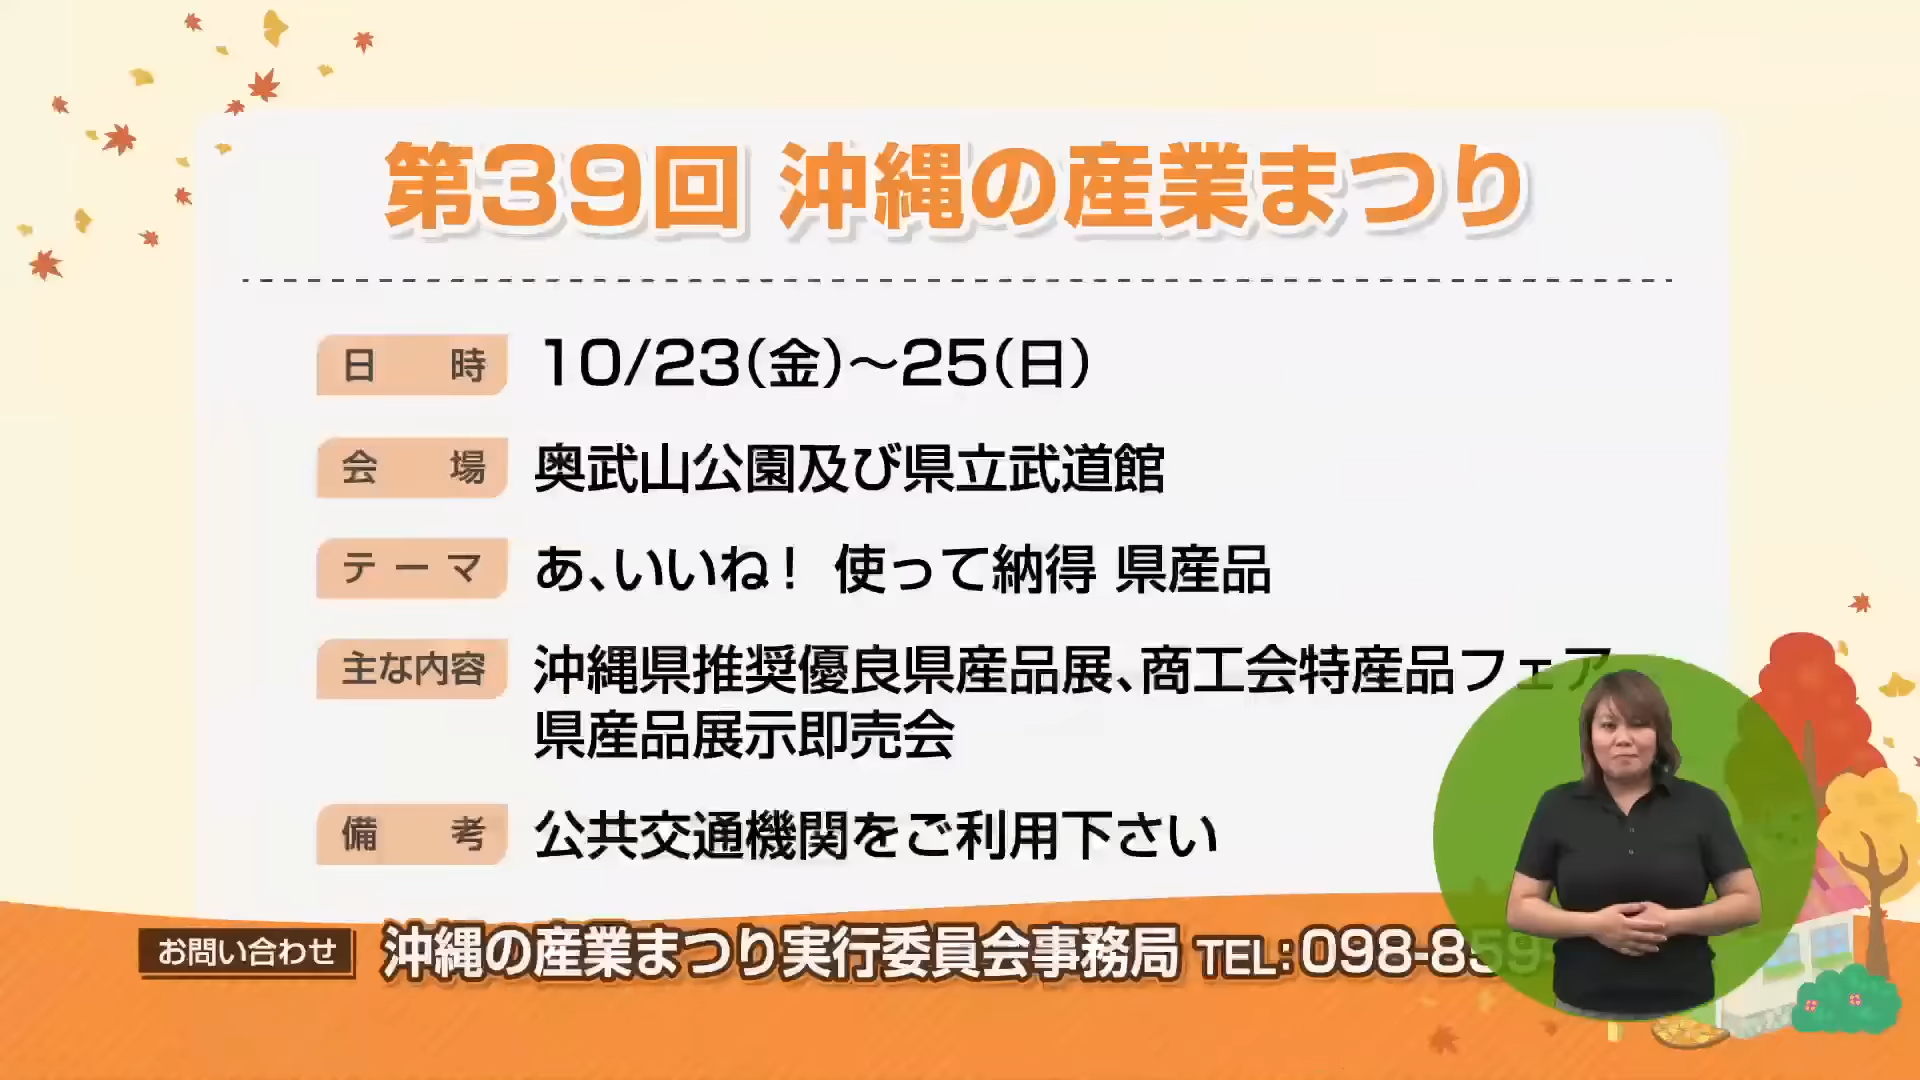 第39回 沖縄の産業まつり
日時 10/23(金)～25(日)
会場 奥武山公園及び県立武道館
テーマ あ、いいね! 使って納得 県産品
主な内容 沖縄県推奨優良県産品展、商工会特産品フェア
県産品展示即売会
備考 公共交通機関をご利用下さい
お問い合わせ 沖縄の産業まつり実行委員会事務局 TEL:098-859-